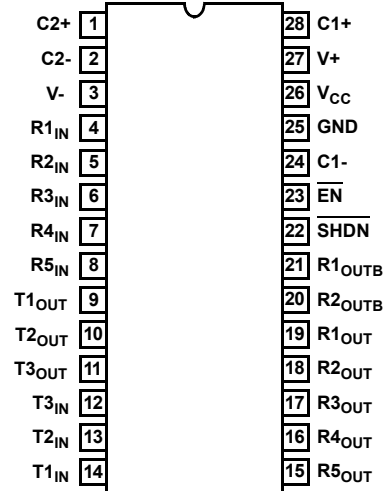 C2+ 1 28 C1+
C2- 2 27 V+
V- 3 26 VCC
R1IN 4 25 GND
R2IN 5 24 C1-
R3IN 6 23 EN
R4IN 7 22 SHDN
R5IN 8 21 R1OUTB
T1OUT 9 20 R2OUTB
T2OUT 10 19 R1OUT
T3OUT 11 18 R2OUT
T3IN 12 17 R3OUT
T2IN 13 16 R4OUT
T1IN 14 15 R5OUT